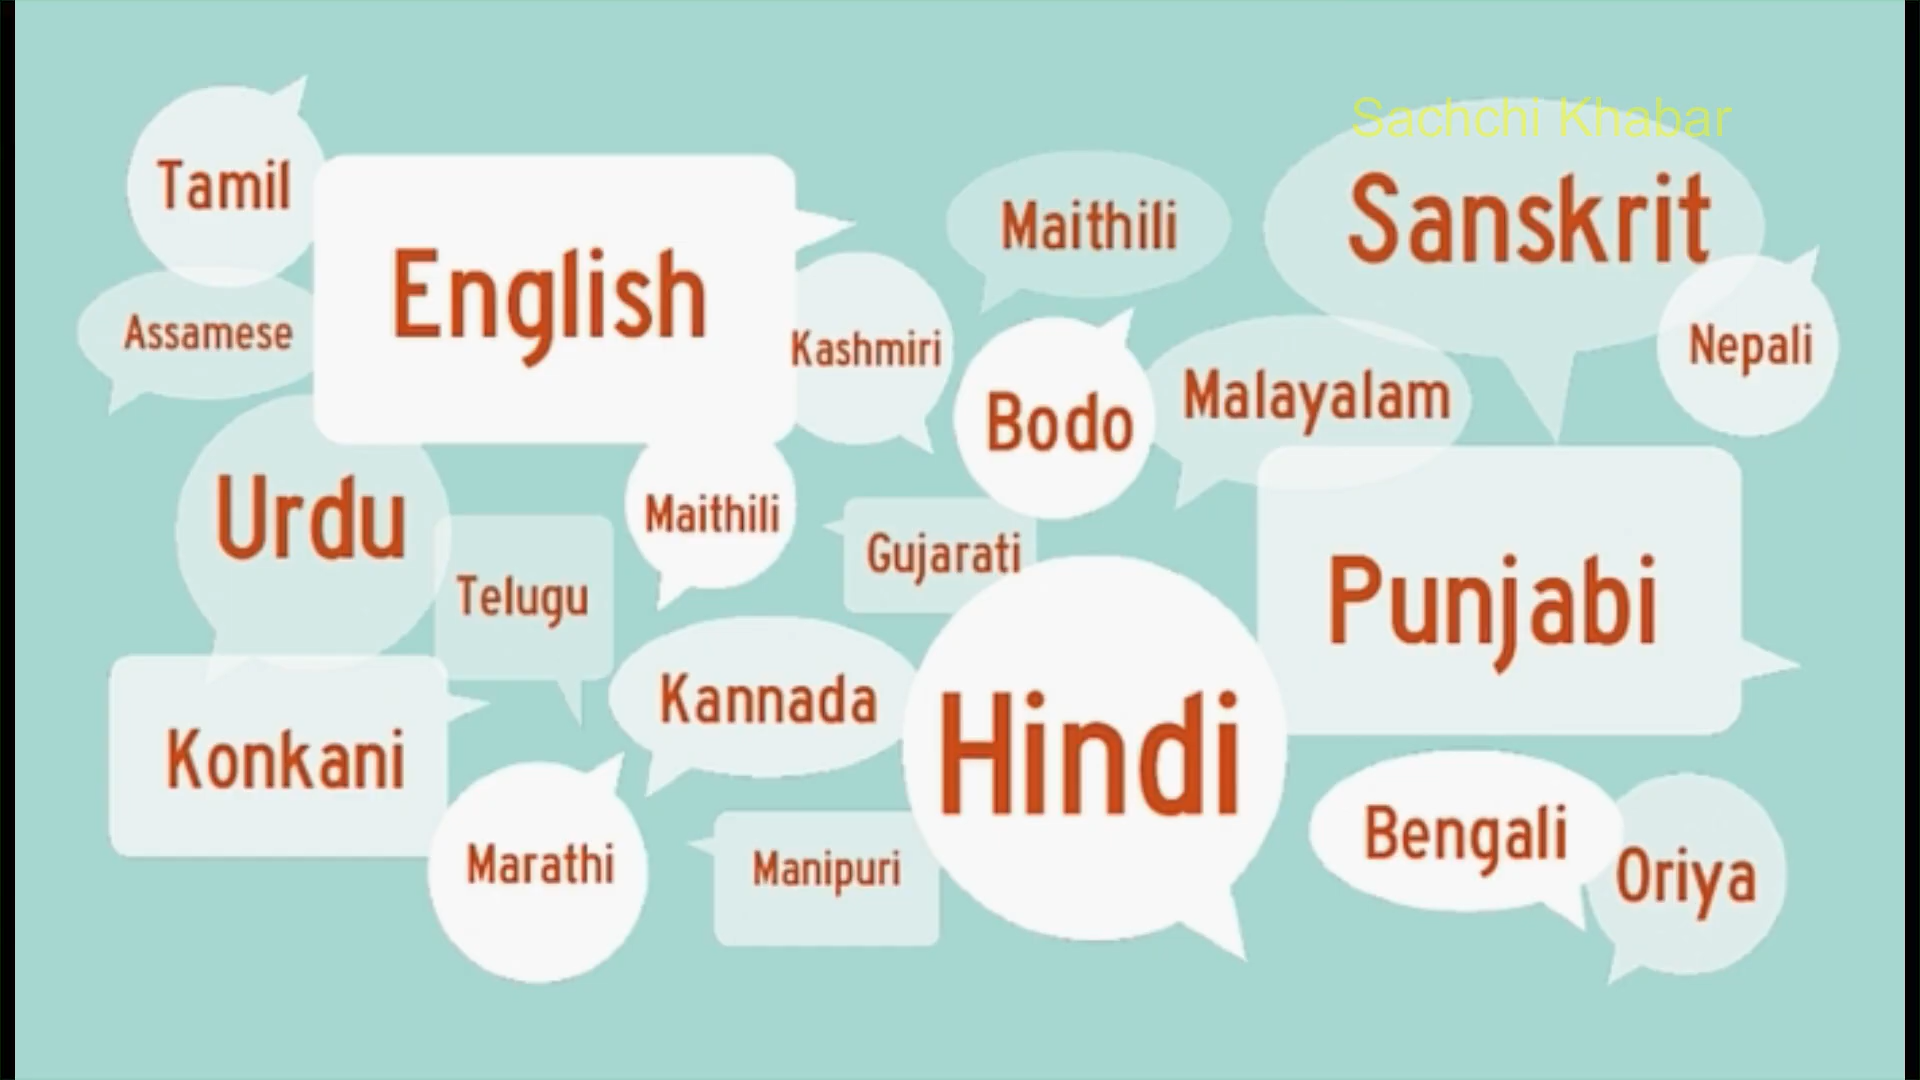 Sachchi Khabar
Tamil
English
Maithili
Sanskrit
Assamese
Kashmiri
Nepali
Bodo
Malayalam
Urdu
Maithili
Gujarati
Telugu
Punjabi
Kannada
Konkani
Hindi
Marathi
Manipuri
Bengali
Oriya